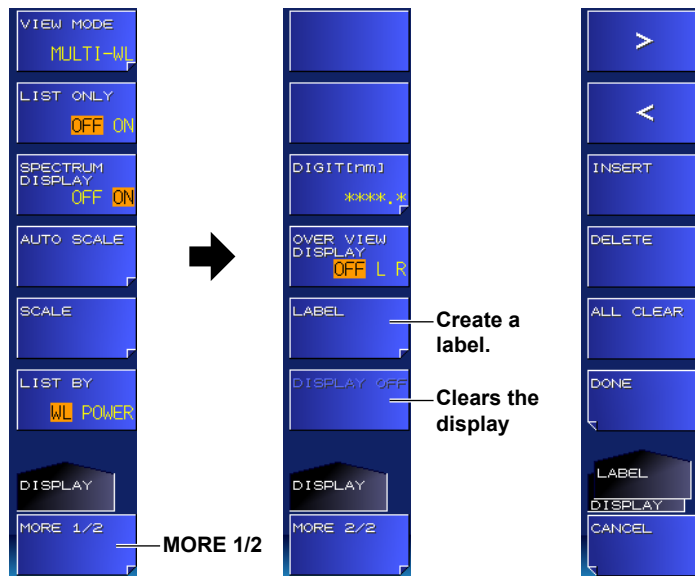 VIEW MODE
MULTI-WL
LIST ONLY
OFF ON
SPECTRUM
DISPLAY
OFF ON
AUTO SCALE
SCALE
LIST BY
WL POWER
DISPLAY
MORE 1/2
MORE 1/2
DIGIT[nm]
****.*
OVER VIEW
DISPLAY
OFF L R
LABEL
Create a
label.
DISPLAY OFF
Clears the
display
DISPLAY
MORE 2/2
>
<
INSERT
DELETE
ALL CLEAR
DONE
LABEL
DISPLAY
CANCEL